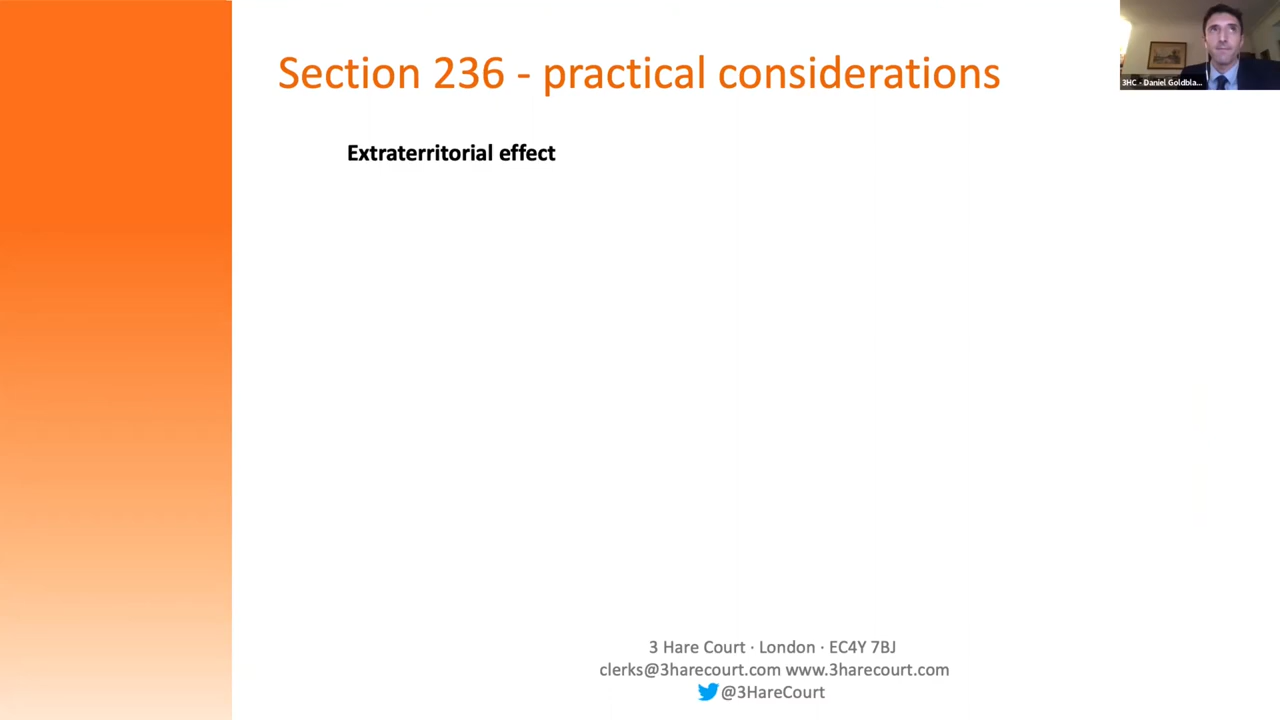 Section 236 - practical considerations
3HC - Daniel Goldbla...
Extraterritorial effect
3 Hare Court · London · EC4Y 7BJ
clerks@3harecourt.com www.3harecourt.com
@3HareCourt